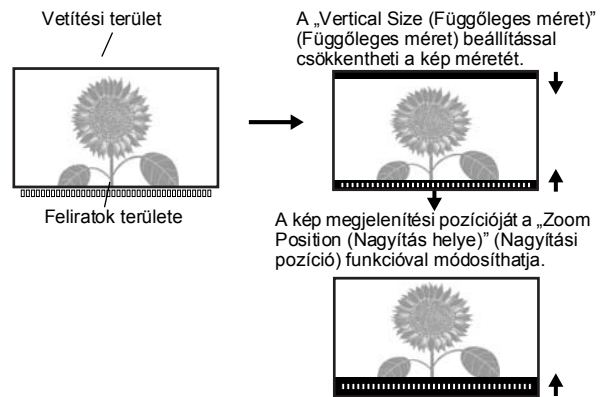 Vetítési terület
Feliratok területe
A „Vertical Size (Függőleges méret)”
(Függőleges méret) beállítással
csökkentheti a kép méretét.
A kép megjelenítési pozícióját a „Zoom
Position (Nagyítás helye)” (Nagyítási
pozíció) funkcióval módosíthatja.